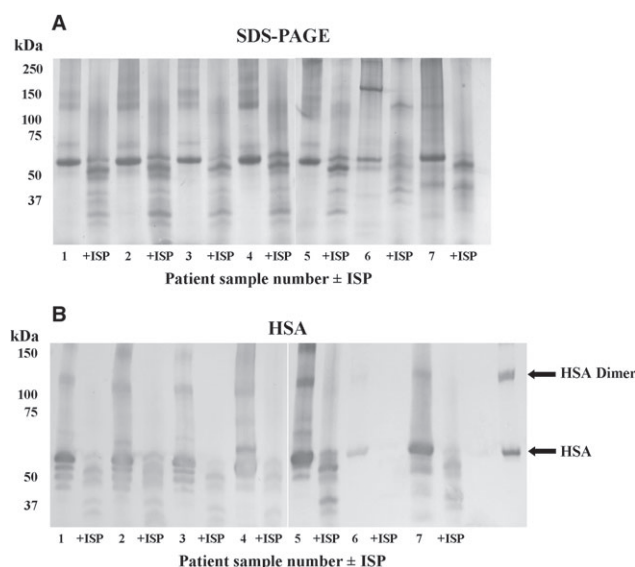 A
SDS-PAGE
kDa
250
150
100
75
50
37
1 +ISP 2 +ISP 3 +ISP 4 +ISP 5 +ISP 6 +ISP 7 +ISP
Patient sample number ± ISP
B
HSA
kDa
150
100
75
50
37
HSA Dimer
HSA
1 +ISP 2 +ISP 3 +ISP 4 +ISP 5 +ISP 6 +ISP 7 +ISP
Patient sample number ± ISP